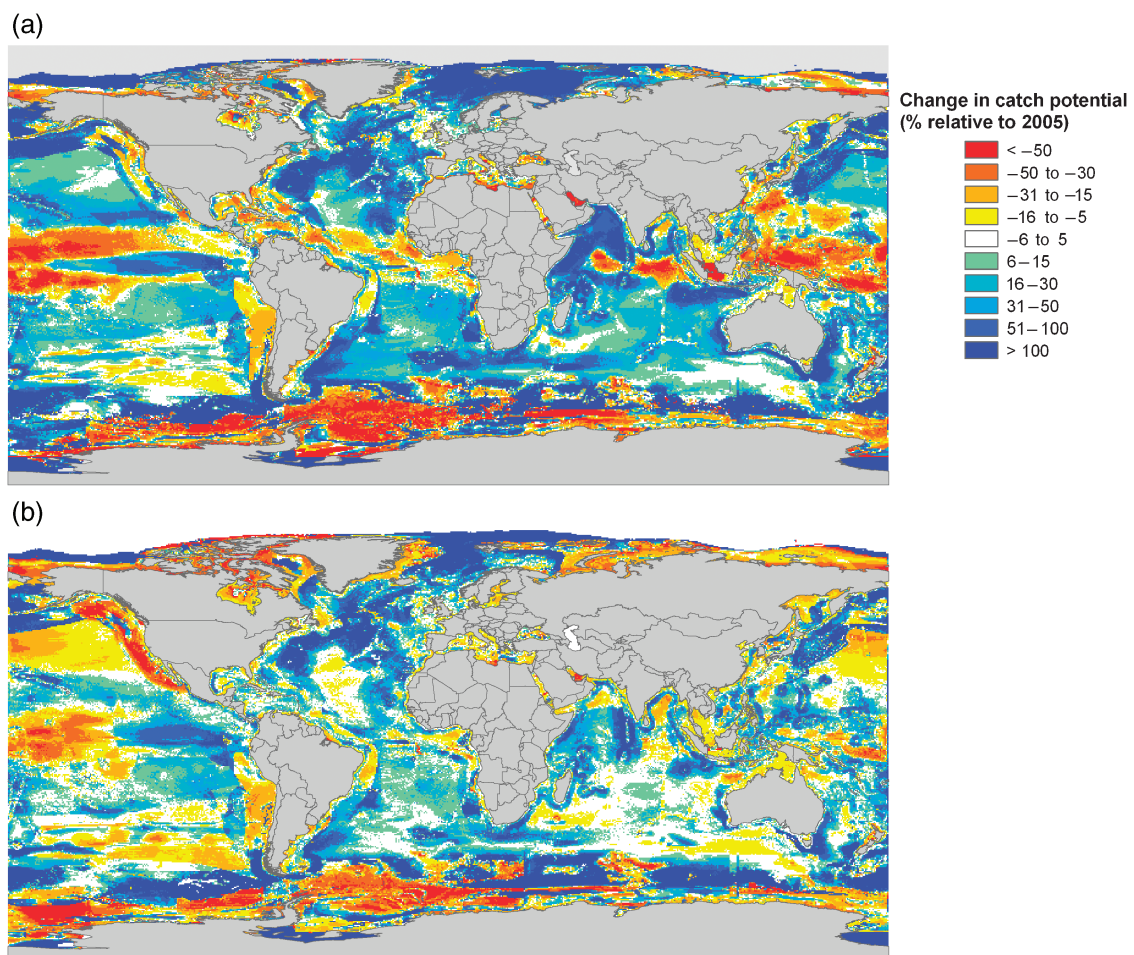 (a)
Change in catch potential
(% relative to 2005)
< −50
−50 to −30
−31 to −15
−16 to −5
−6 to 5
6–15
16–30
31–50
51–100
> 100
(b)